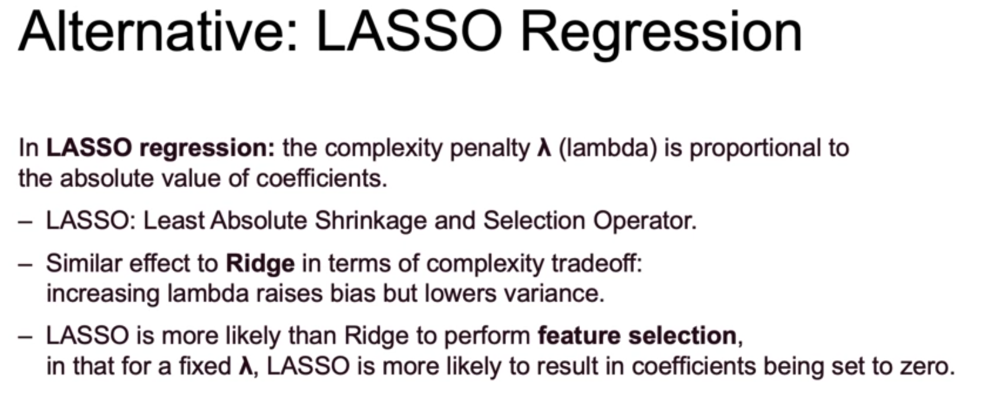 Alternative: LASSO Regression
In LASSO regression: the complexity penalty λ (lambda) is proportional to
the absolute value of coefficients.
– LASSO: Least Absolute Shrinkage and Selection Operator.
– Similar effect to Ridge in terms of complexity tradeoff:
increasing lambda raises bias but lowers variance.
– LASSO is more likely than Ridge to perform feature selection,
in that for a fixed λ, LASSO is more likely to result in coefficients being set to zero.